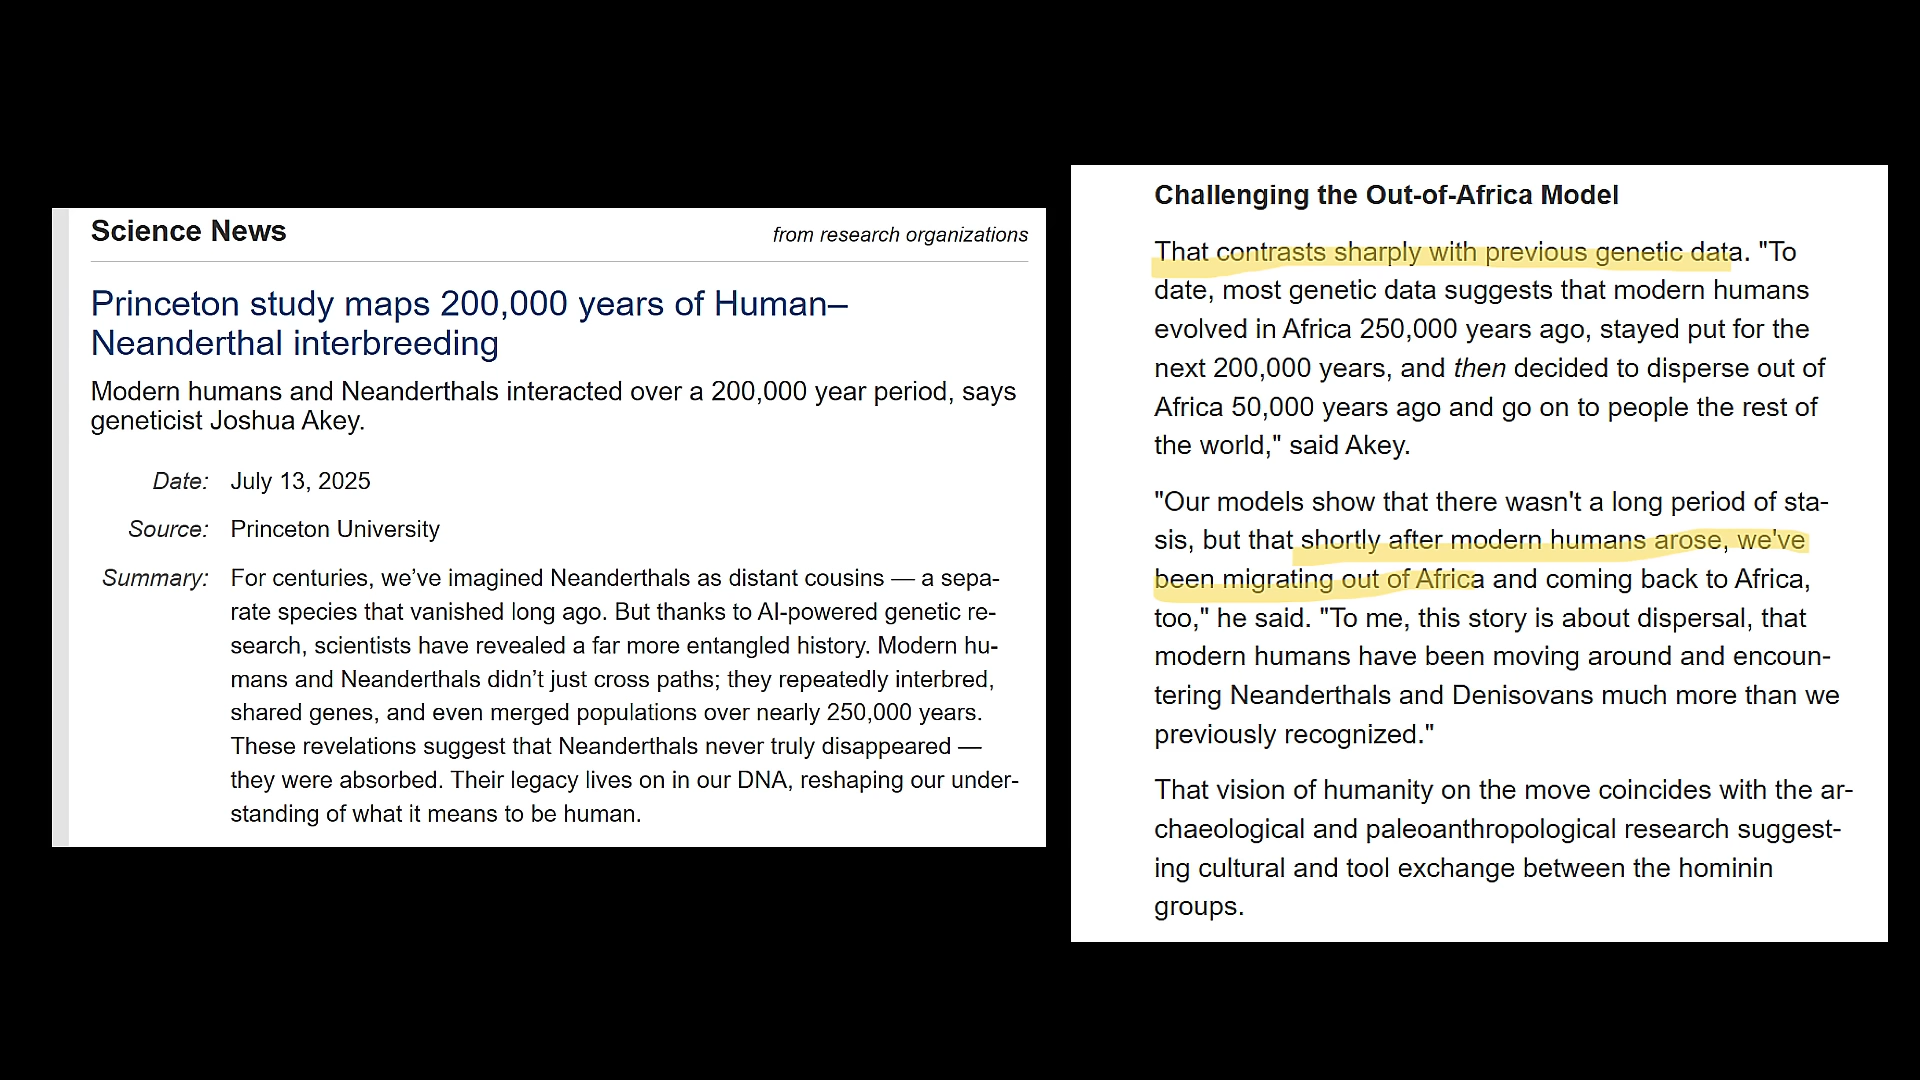 Science News
from research organizations
Princeton study maps 200,000 years of Human–
Neanderthal interbreeding
Modern humans and Neanderthals interacted over a 200,000 year period, says
geneticist Joshua Akey.
Date: July 13, 2025
Source: Princeton University
Summary: For centuries, we’ve imagined Neanderthals as distant cousins — a sepa-
rate species that vanished long ago. But thanks to AI-powered genetic re-
search, scientists have revealed a far more entangled history. Modern hu-
mans and Neanderthals didn’t just cross paths; they repeatedly interbred,
shared genes, and even merged populations over nearly 250,000 years.
These revelations suggest that Neanderthals never truly disappeared —
they were absorbed. Their legacy lives on in our DNA, reshaping our under-
standing of what it means to be human.
Challenging the Out-of-Africa Model
That contrasts sharply with previous genetic data. "To
date, most genetic data suggests that modern humans
evolved in Africa 250,000 years ago, stayed put for the
next 200,000 years, and then decided to disperse out of
Africa 50,000 years ago and go on to people the rest of
the world," said Akey.
"Our models show that there wasn't a long period of sta-
sis, but that shortly after modern humans arose, we've
been migrating out of Africa and coming back to Africa,
too," he said. "To me, this story is about dispersal, that
modern humans have been moving around and encoun-
tering Neanderthals and Denisovans much more than we
previously recognized."
That vision of humanity on the move coincides with the ar-
chaeological and paleoanthropological research suggest-
ing cultural and tool exchange between the hominin
groups.